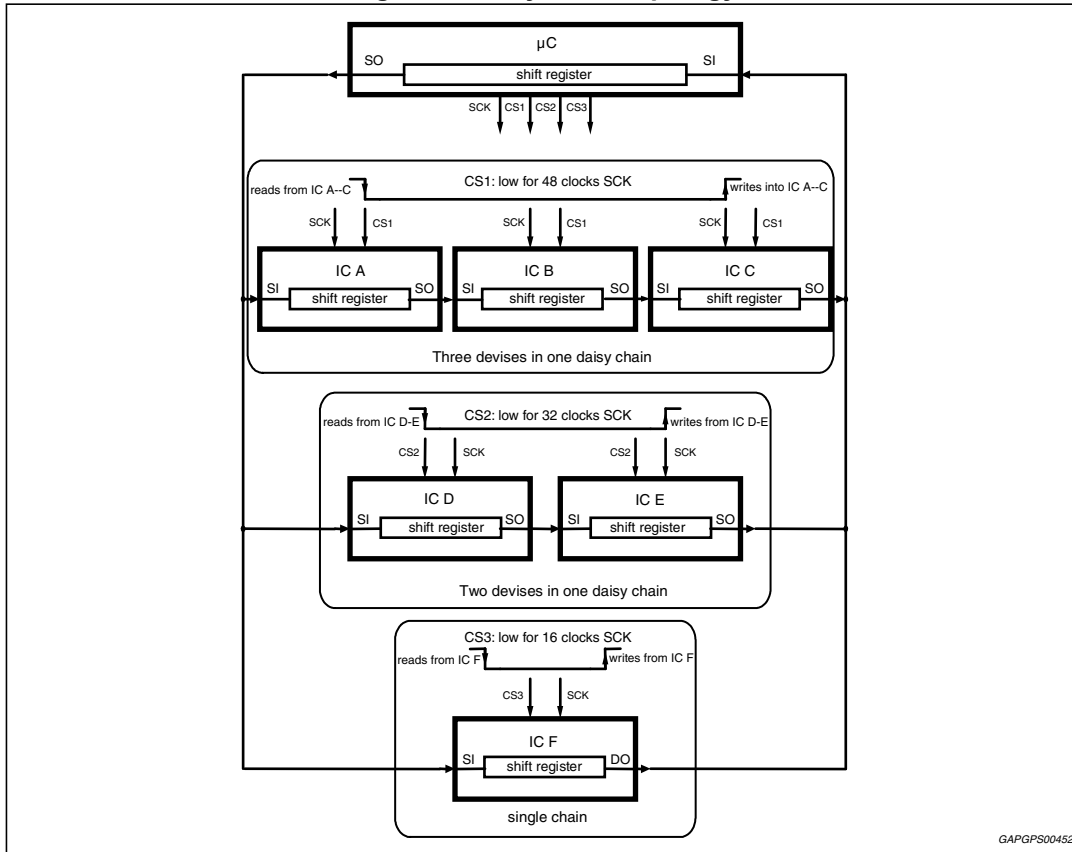 µC
SO
SI
shift register
SCK
CS1
CS2
CS3
reads from IC A--C
CS1: low for 48 clocks SCK
writes into IC A--C
SCK
CS1
SCK
CS1
SCK
CS1
IC A
IC B
IC C
SI
shift register
SO
SI
shift register
SO
SI
shift register
SO
Three devises in one daisy chain
reads from IC D-E
CS2: low for 32 clocks SCK
writes from IC D-E
CS2
SCK
CS2
SCK
IC D
IC E
SI
shift register
SO
SI
shift register
SO
Two devises in one daisy chain
CS3: low for 16 clocks SCK
reads from IC F
writes from IC F
CS3
SCK
IC F
SI
shift register
DO
single chain
GAPGPS00452